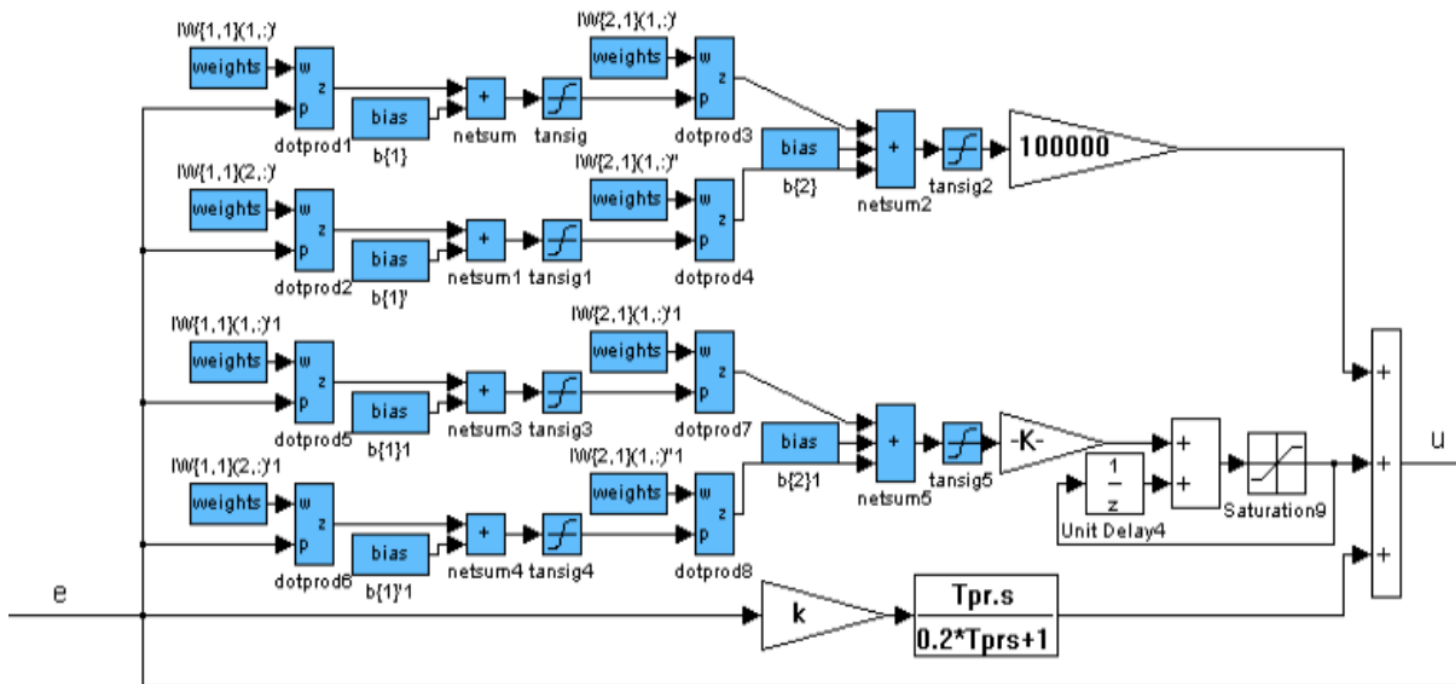 IW{1,1}(1,:)'
weights
w
z
p
dotprod1
bias
b{1}
+
netsum
tansig
IW{2,1}(1,:)'
weights
w
z
p
dotprod3
IW{1,1}(2,:)'
weights
w
z
p
dotprod2
bias
b{1}'
+
netsum1
tansig1
IW{2,1}(1,:)''
weights
w
z
p
dotprod4
bias
b{2}
+
netsum2
tansig2
100000
IW{1,1}(1,:)'1
weights
w
z
p
dotprod5
bias
b{1}1
+
netsum3
tansig3
IW{2,1}(1,:)'1
weights
w
z
p
dotprod7
IW{1,1}(2,:)'1
weights
w
z
p
dotprod6
bias
b{1}'1
+
netsum4
tansig4
IW{2,1}(1,:)''1
weights
w
z
p
dotprod8
bias
b{2}1
+
netsum5
tansig5
-K-
+
+
1
z
Unit Delay4
Saturation9
+
+
+
u
e
k
Tpr.s
0.2*Tprs+1